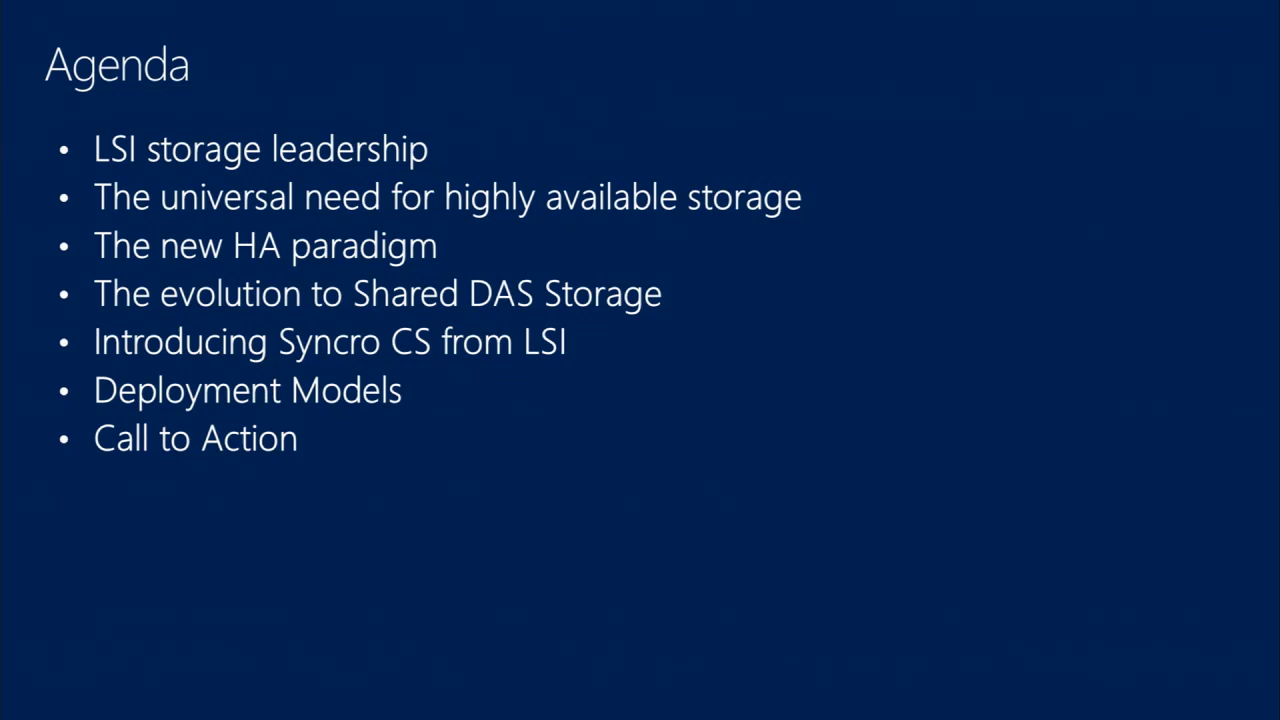 Agenda
• LSI storage leadership
• The universal need for highly available storage
• The new HA paradigm
• The evolution to Shared DAS Storage
• Introducing Syncro CS from LSI
• Deployment Models
• Call to Action